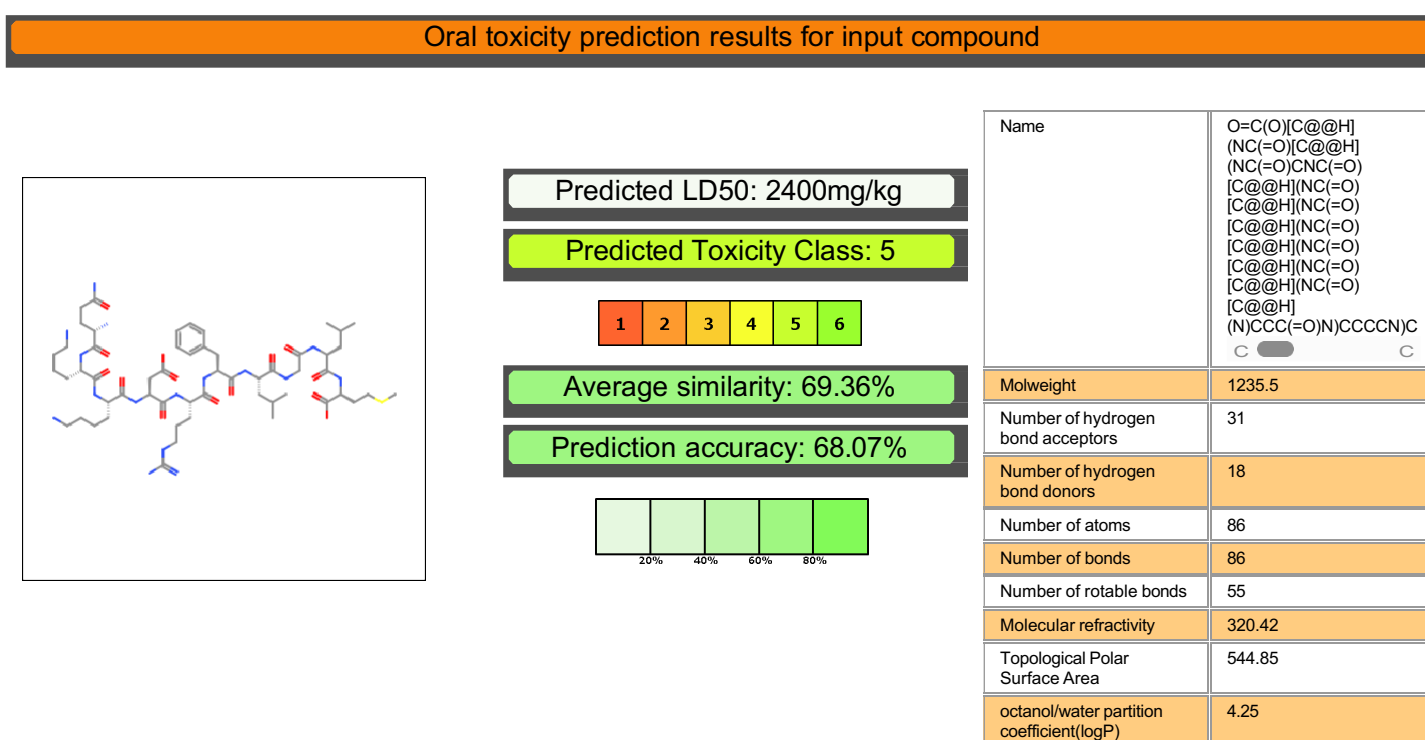 Oral toxicity prediction results for input compound
Predicted LD50: 2400mg/kg
Predicted Toxicity Class: 5
1 2 3 4 5 6
Average similarity: 69.36%
Prediction accuracy: 68.07%
20% 40% 60% 80%
Name
O=C(O)[C@@H]
(NC(=O)[C@@H]
(NC(=O)CNC(=O)
[C@@H](NC(=O)
[C@@H](NC(=O)
[C@@H](NC(=O)
[C@@H](NC(=O)
[C@@H](NC(=O)
[C@@H](NC(=O)
[C@@H]
(N)CCC(=O)N)CCCCN)C
C C
Molweight
1235.5
Number of hydrogen
bond acceptors
31
Number of hydrogen
bond donors
18
Number of atoms
86
Number of bonds
86
Number of rotable bonds
55
Molecular refractivity
320.42
Topological Polar
Surface Area
544.85
octanol/water partition
coefficient(logP)
4.25